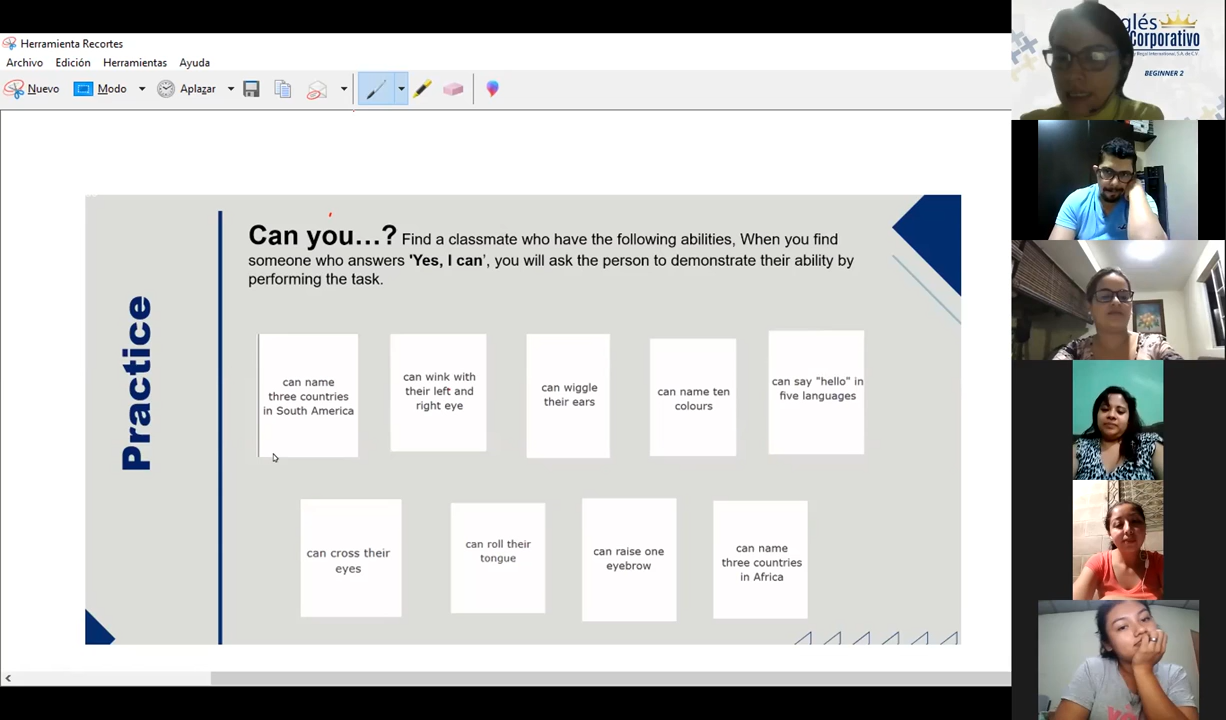 Herramienta Recortes
Archivo Edición Herramientas Ayuda
Nuevo Modo Aplazar
Practice
Can you...? Find a classmate who have the following abilities, When you find
someone who answers 'Yes, I can', you will ask the person to demonstrate their ability by
performing the task.
can name
three countries
in South America
can wink with
their left and
right eye
can wiggle
their ears
can name ten
colours
can say "hello" in
five languages
can cross their
eyes
can roll their
tongue
can raise one
eyebrow
can name
three countries
in Africa
glés
Corporativo
BEGINNER 2